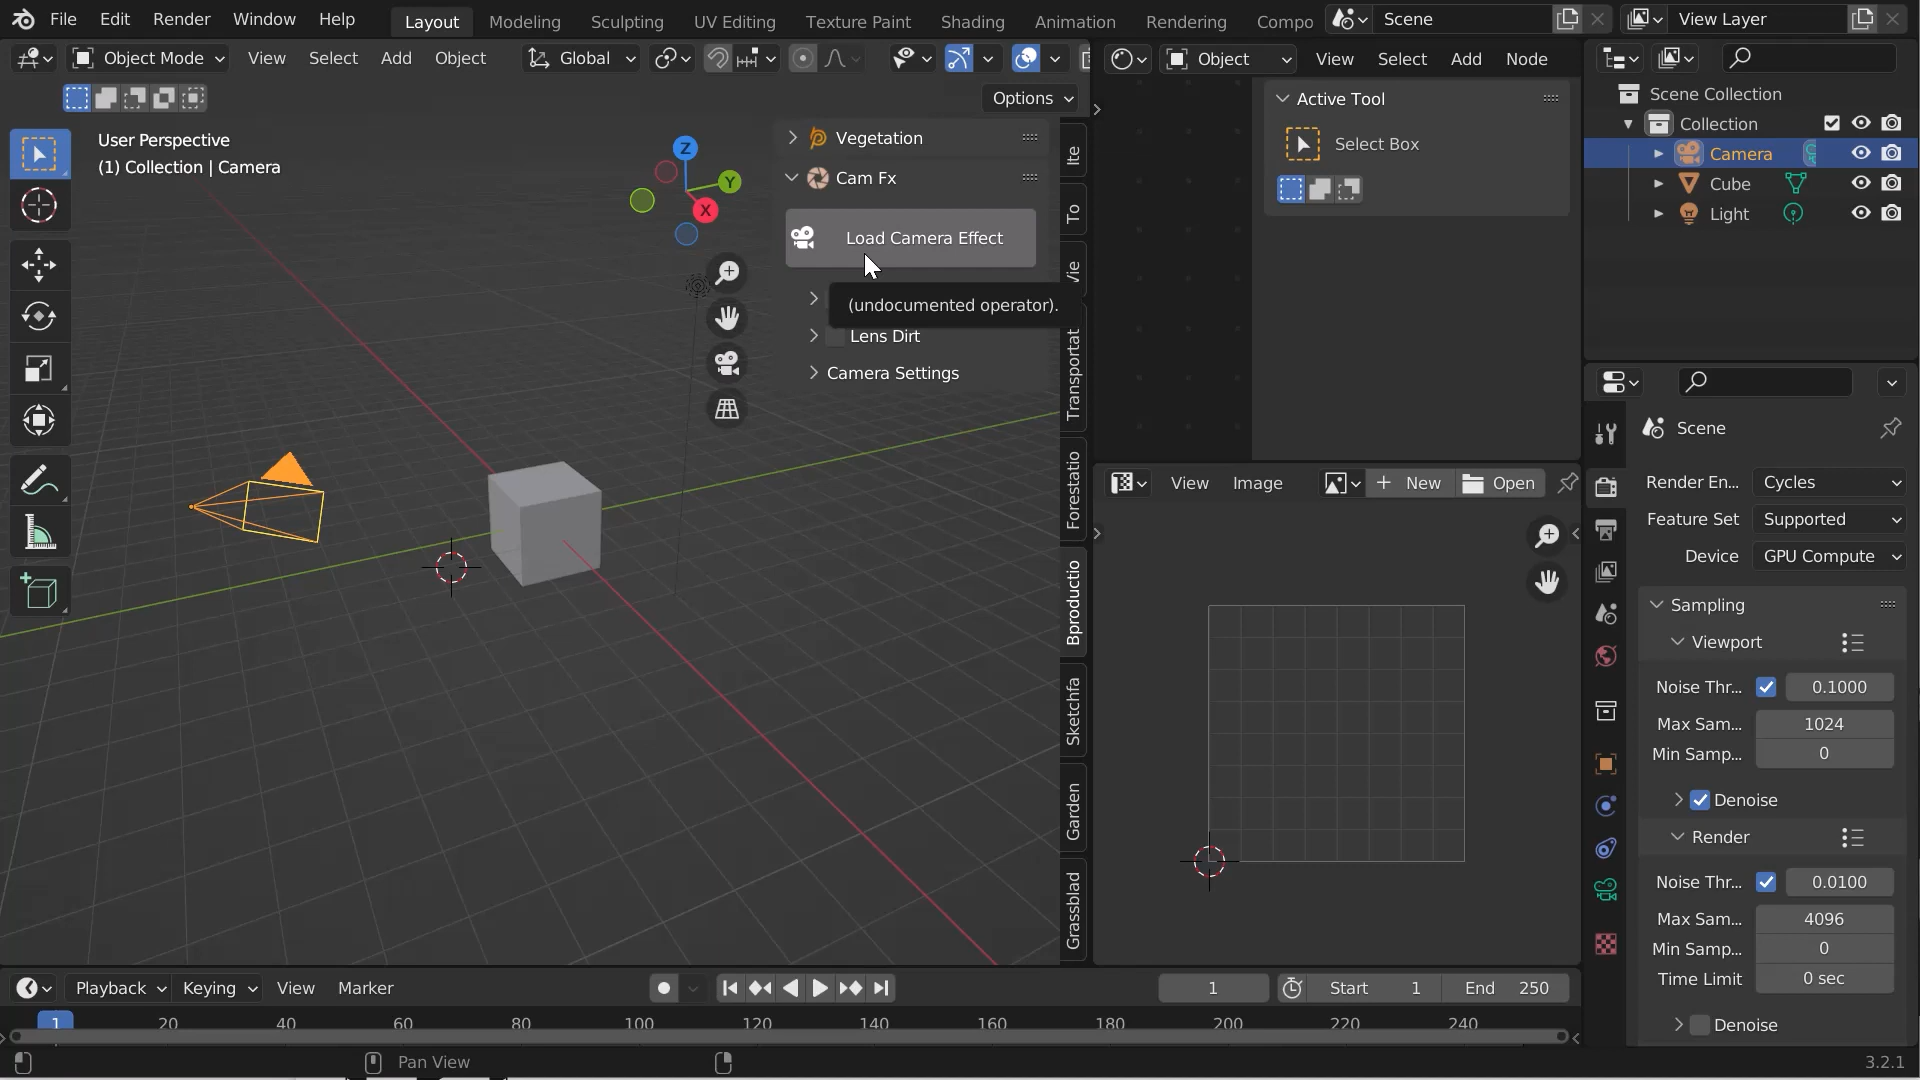 File Edit Render Window Help Layout Modeling Sculpting UV Editing Texture Paint Shading Animation Rendering Compo Scene View Layer
Object Mode View Select Add Object Global
Options
User Perspective
(1) Collection | Camera
Z
Y
X
Vegetation
Cam Fx
Load Camera Effect
(undocumented operator).
Lens Dirt
Camera Settings
Ite
To
Vie
Transportat
Forestatio
Bproductio
Sketchfa
Garden
Grassblad
Object View Select Add Node
Active Tool
Select Box
View Image New Open
Scene Collection
Collection
Camera
Cube
Light
Scene
Render En... Cycles
Feature Set Supported
Device GPU Compute
Sampling
Viewport
Noise Thr... 0.1000
Max Sam... 1024
Min Samp... 0
Denoise
Render
Noise Thr... 0.0100
Max Sam... 4096
Min Samp... 0
Time Limit 0 sec
Denoise
Playback Keying View Marker 1 Start 1 End 250
1 20 40 60 80 100 120 140 160 180 200 220 240
Pan View
3.2.1